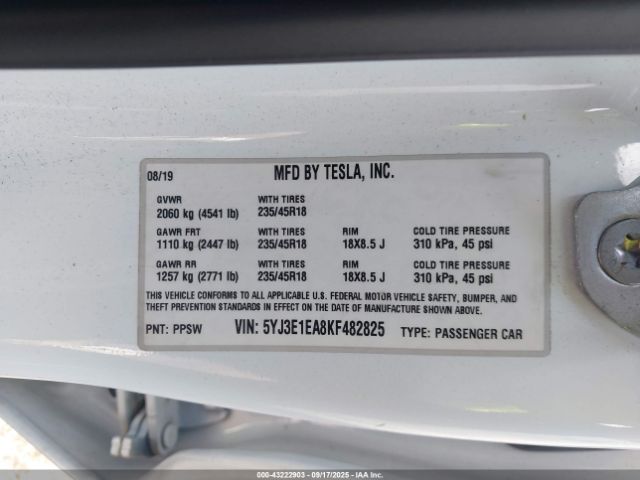 08/19 MFD BY TESLA, INC.
GVWR WITH TIRES
2060 kg (4541 lb) 235/45R18
GAWR FRT WITH TIRES RIM COLD TIRE PRESSURE
1110 kg (2447 lb) 235/45R18 18X8.5 J 310 kPa, 45 psi
GAWR RR WITH TIRES RIM COLD TIRE PRESSURE
1257 kg (2771 lb) 235/45R18 18X8.5 J 310 kPa, 45 psi
THIS VEHICLE CONFORMS TO ALL APPLICABLE U.S. FEDERAL MOTOR VEHICLE SAFETY, BUMPER, AND
THEFT PREVENTION STANDARDS IN EFFECT ON THE DATE OF MANUFACTURE SHOWN ABOVE.
PNT: PPSW VIN: 5YJ3E1EA8KF482825 TYPE: PASSENGER CAR
000-43222903 - 09/17/2025 - IAA Inc.